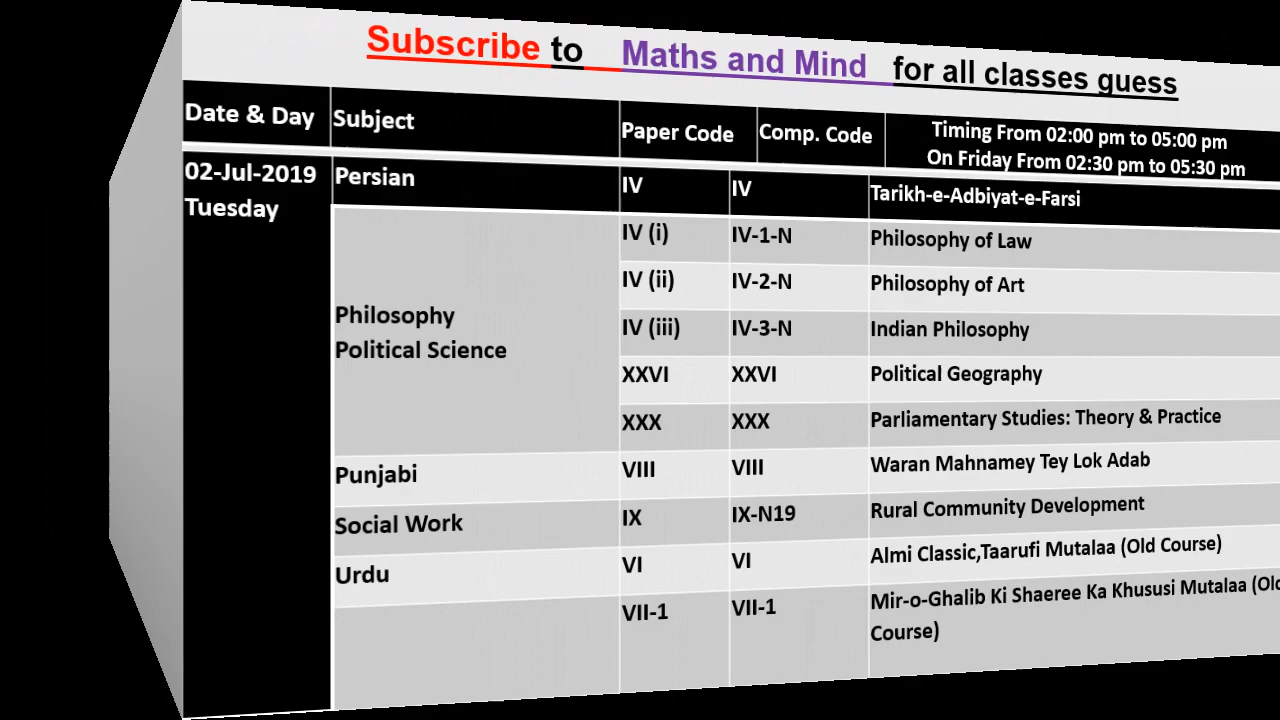 Subscribe to Maths and Mind for all classes guess
Date & Day Subject Paper Code Comp. Code Timing From 02:00 pm to 05:00 pm
On Friday From 02:30 pm to 05:30 pm
02-Jul-2019 Persian IV IV Tarikh-e-Adbiyat-e-Farsi
Tuesday
IV (i) IV-1-N Philosophy of Law
IV (ii) IV-2-N Philosophy of Art
Philosophy IV (iii) IV-3-N Indian Philosophy
Political Science XXVI XXVI Political Geography
XXX XXX Parliamentary Studies: Theory & Practice
Punjabi VIII VIII Waran Mahnamey Tey Lok Adab
Social Work IX IX-N19 Rural Community Development
Urdu VI VI Almi Classic,Taarufi Mutalaa (Old Course)
VII-1 VII-1 Mir-o-Ghalib Ki Shaeree Ka Khususi Mutalaa
Course)